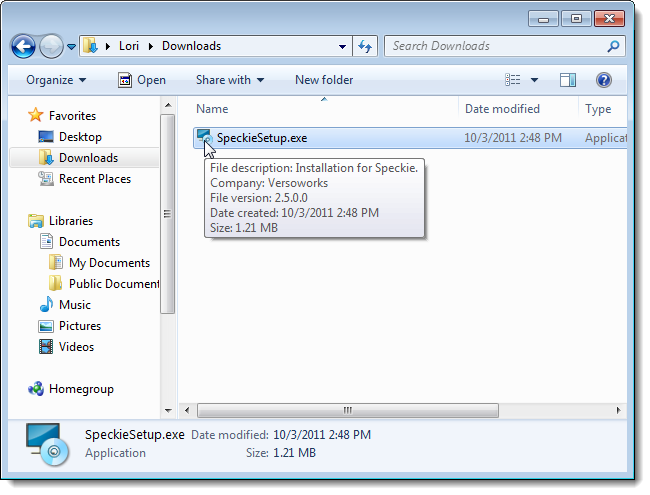 Lori Downloads Search Downloads
Organize Open Share with New folder
Name Date modified Type
Favorites
Desktop
Downloads
Recent Places
Libraries
Documents
My Documents
Public Document
Music
Pictures
Videos
Homegroup
SpeckieSetup.exe 10/3/2011 2:48 PM Applica
File description: Installation for Speckie.
Company: Versoworks
File version: 2.5.0.0
Date created: 10/3/2011 2:48 PM
Size: 1.21 MB
SpeckieSetup.exe Date modified: 10/3/2011 2:48 PM
Application Size: 1.21 MB